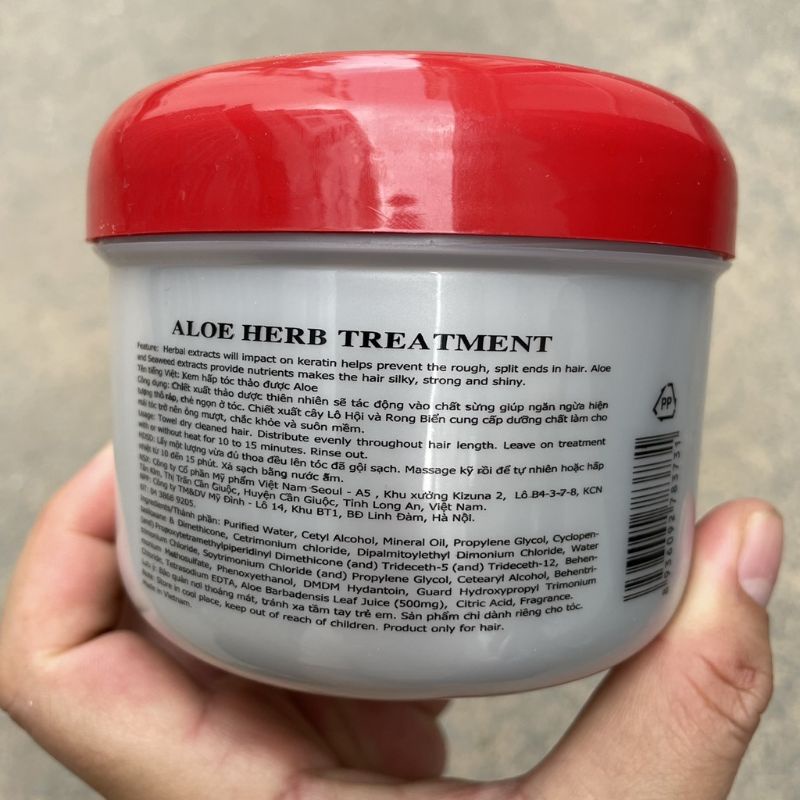 ALOE HERB TREATMENT
Feature: Herbal extracts will impact on keratin helps prevent the rough, split ends in hair. Aloe
and Seaweed extracts provide nutrients makes the hair silky, strong and shiny.
Tên tiếng Việt: Kem hấp tóc thảo dược Aloe
Công dụng: Chiết xuất thảo dược thiên nhiên sẽ tác động vào chất sừng giúp ngăn ngừa hiện
tượng thô ráp, chẻ ngọn ở tóc. Chiết xuất cây Lô Hội và Rong Biển cung cấp dưỡng chất làm cho
mái tóc trở nên óng mượt, chắc khỏe và suôn mềm.
Usage: Towel dry cleaned hair. Distribute evenly throughout hair length. Leave on treatment
with or without heat for 10 to 15 minutes. Rinse out.
HDSD: Lấy một lượng vừa đủ thoa đều lên tóc đã gội sạch. Massage kỹ rồi để tự nhiên hoặc hấp
nhiệt từ 10 đến 15 phút. Xả sạch bằng nước ấm.
NSX: Công ty Cổ phần Mỹ phẩm Việt Nam Seoul - A5 , Khu xưởng Kizuna 2, Lô B4-3-7-8, KCN
Tân Kim, Thị Trấn Cần Giuộc, Huyện Cần Giuộc, Tỉnh Long An, Việt Nam.
NPP: Công ty TM&DV Mỹ Đình - Lô 14, Khu BT1, BĐ Linh Đàm, Hà Nội.
ĐT: 04 3868 9205.
Ingredients/Thành phần: Purified Water, Cetyl Alcohol, Mineral Oil, Propylene Glycol, Cyclopen-
tasiloxane & Dimethicone, Cetrimonium chloride, Dipalmitoylethyl Dimonium Chloride, Water
(and) Propoxytetramethylpiperidinyl Dimethicone (and) Trideceth-5 (and) Trideceth-12, Behen-
trimonium Chloride, Soytrimonium Chloride (and) Propylene Glycol, Cetearyl Alcohol, Behentri-
monium Methosulfate, Phenoxyethanol, DMDM Hydantoin, Guard Hydroxypropyl Trimonium
Chloride, Tetrasodium EDTA, Aloe Barbadensis Leaf Juice (500mg), Citric Acid, Fragrance.
Lưu ý: Bảo quản nơi thoáng mát, tránh xa tầm tay trẻ em. Sản phẩm chỉ dành riêng cho tóc.
Note: Store in cool place, keep out of reach of children. Product only for hair.
Made in Vietnam.
PP